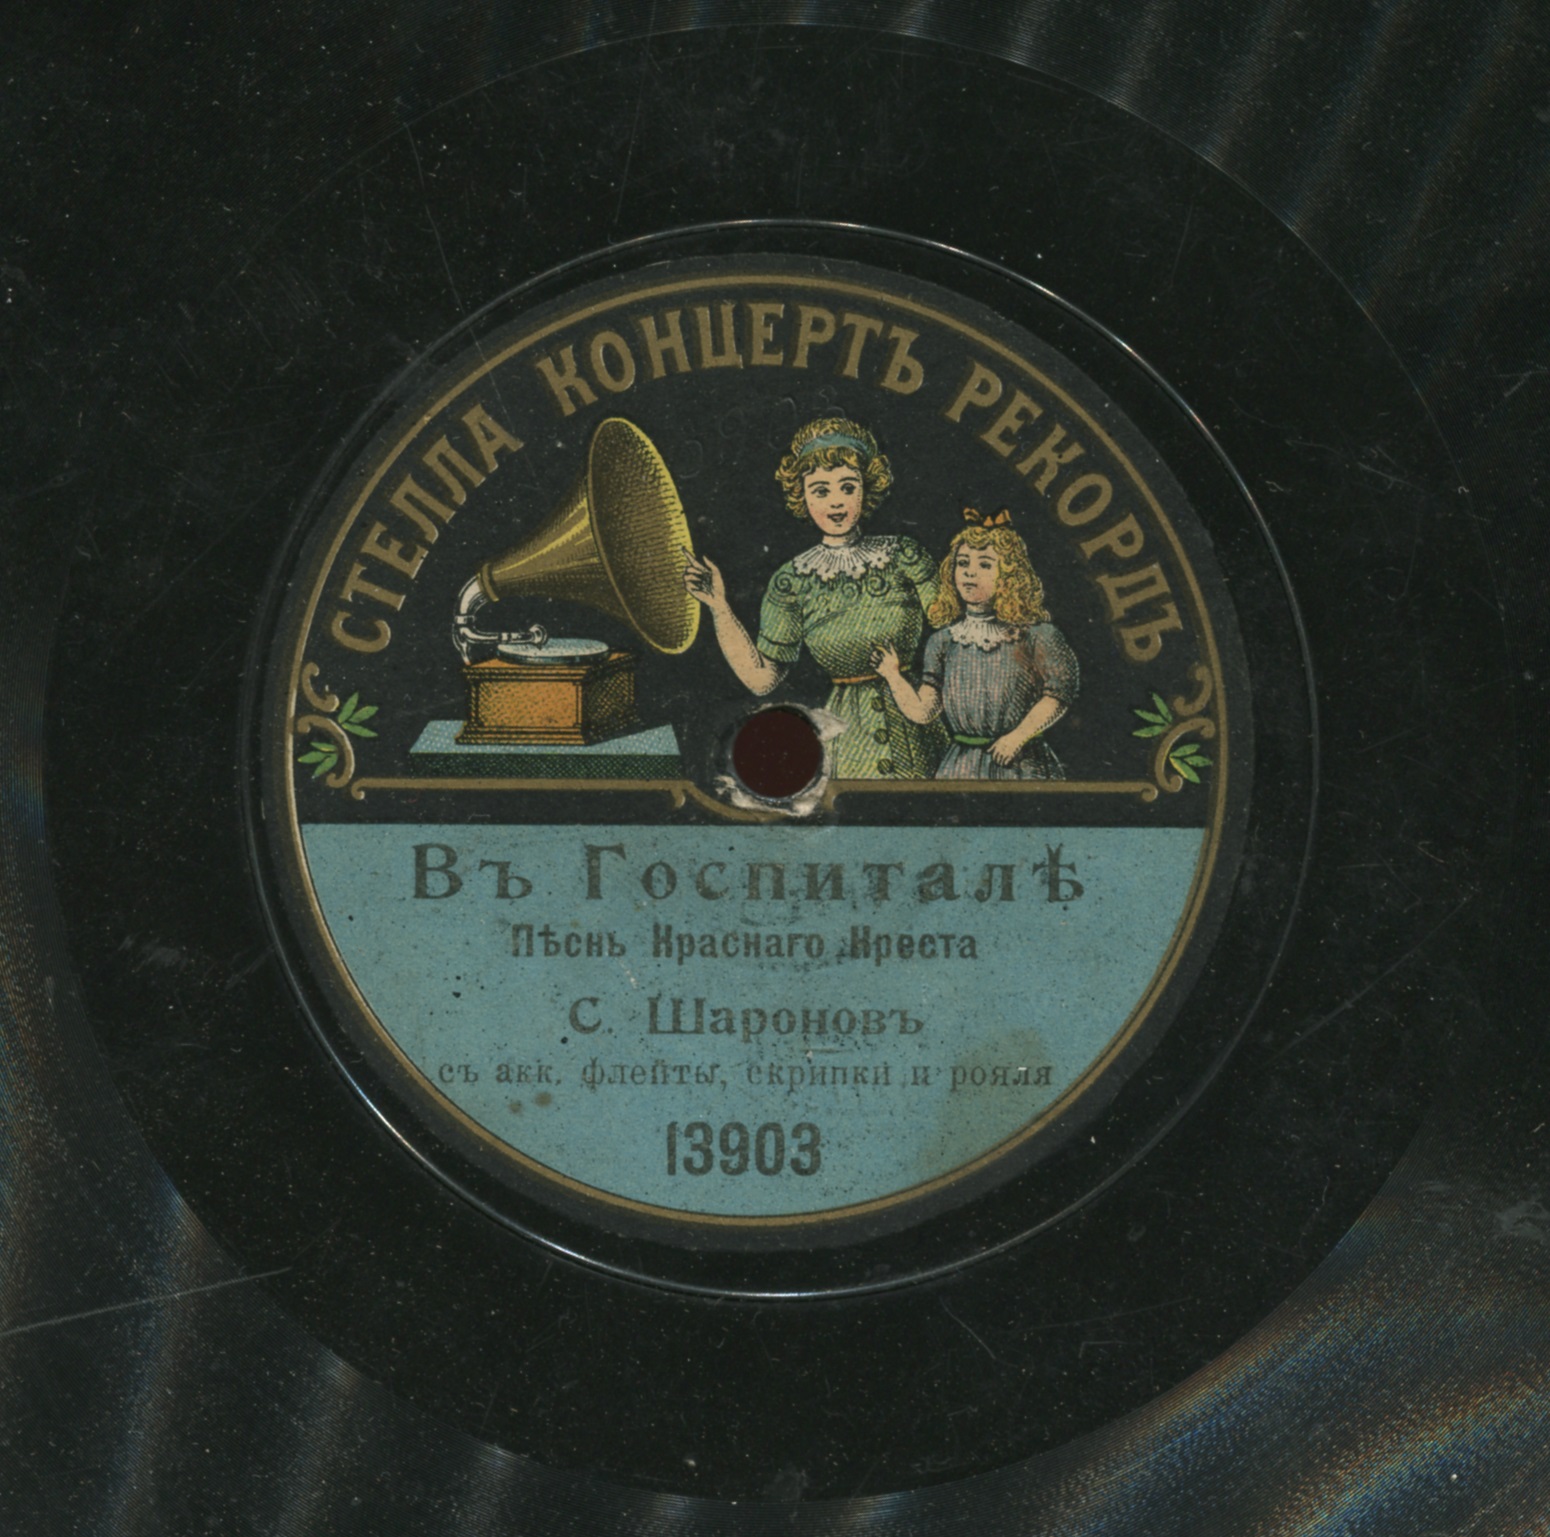 СТЕЛЛА КОНЦЕРТЪ РЕКОРДЪ
Въ Госпиталѣ
Пѣснь Краснаго Креста
С. Шароновъ
съ акк. флейты, скрипки и рояля
13903